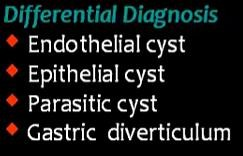 Differential Diagnosis
Endothelial cyst
Epithelial cyst
Parasitic cyst
Gastric diverticulum